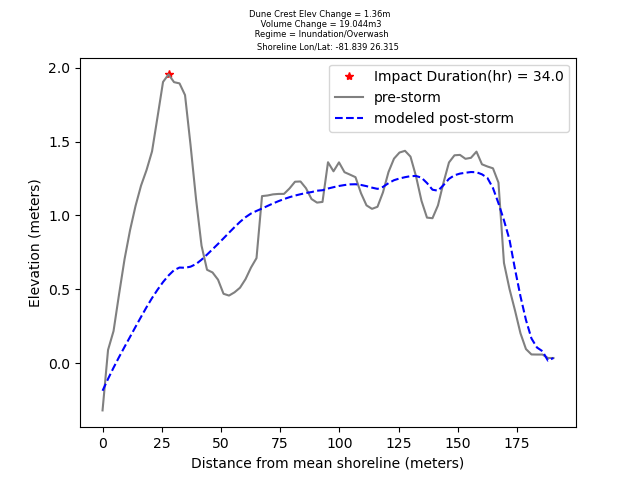 Dune Crest Elev Change = 1.36m
Volume Change = 19.044m3
Regime = Inundation/Overwash
Shoreline Lon/Lat: -81.839 26.315
Impact Duration(hr) = 34.0
pre-storm
modeled post-storm
Elevation (meters)
2.0
1.5
1.0
0.5
0.0
0 25 50 75 100 125 150 175
Distance from mean shoreline (meters)